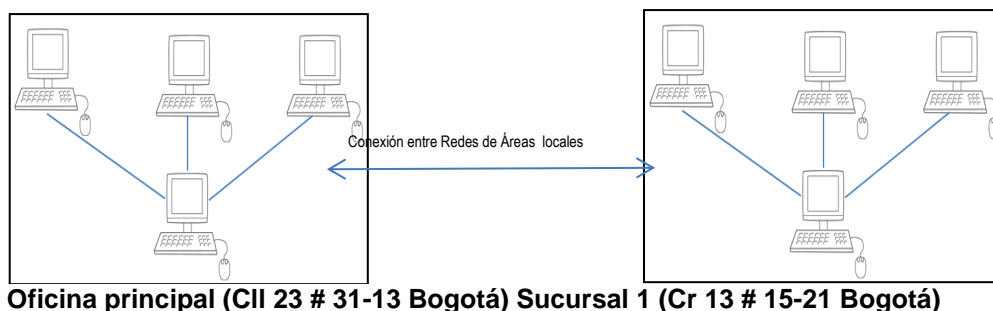 Conexión entre Redes de Áreas locales
Oficina principal (Cll 23 # 31-13 Bogotá) Sucursal 1 (Cr 13 # 15-21 Bogotá)